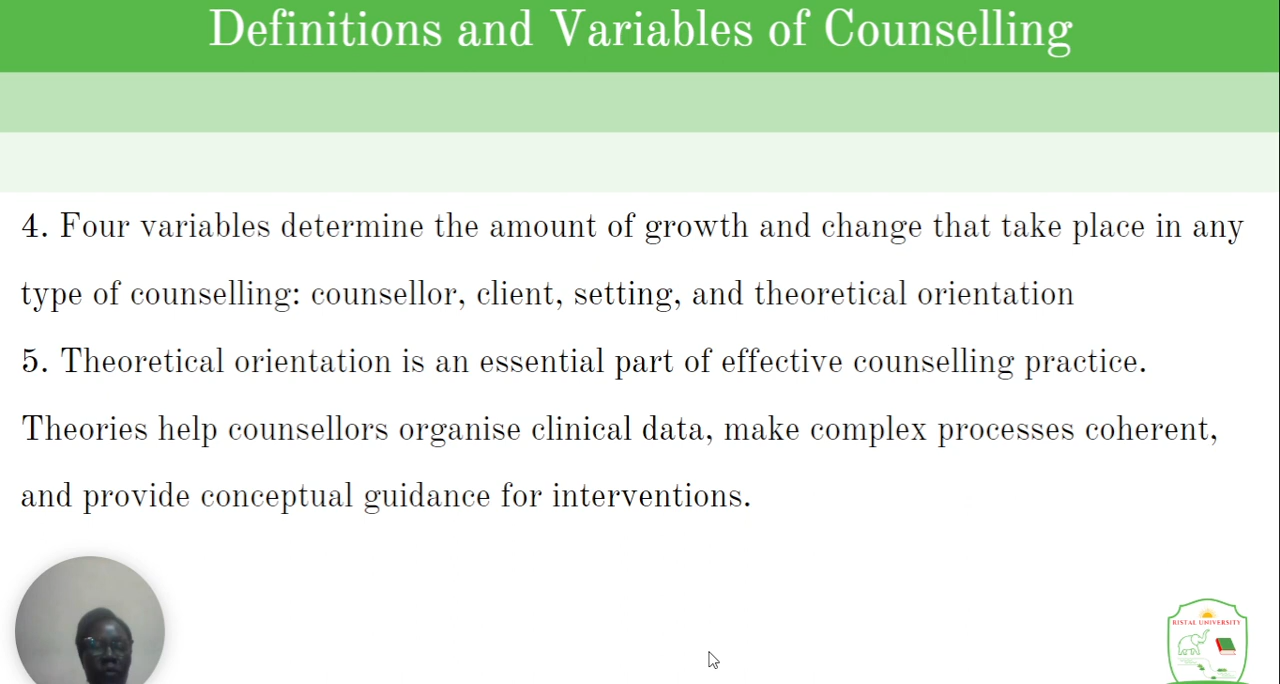 Definitions and Variables of Counselling
4. Four variables determine the amount of growth and change that take place in any
type of counselling: counsellor, client, setting, and theoretical orientation
5. Theoretical orientation is an essential part of effective counselling practice.
Theories help counsellors organise clinical data, make complex processes coherent,
and provide conceptual guidance for interventions.
RISTAL UNIVERSITY